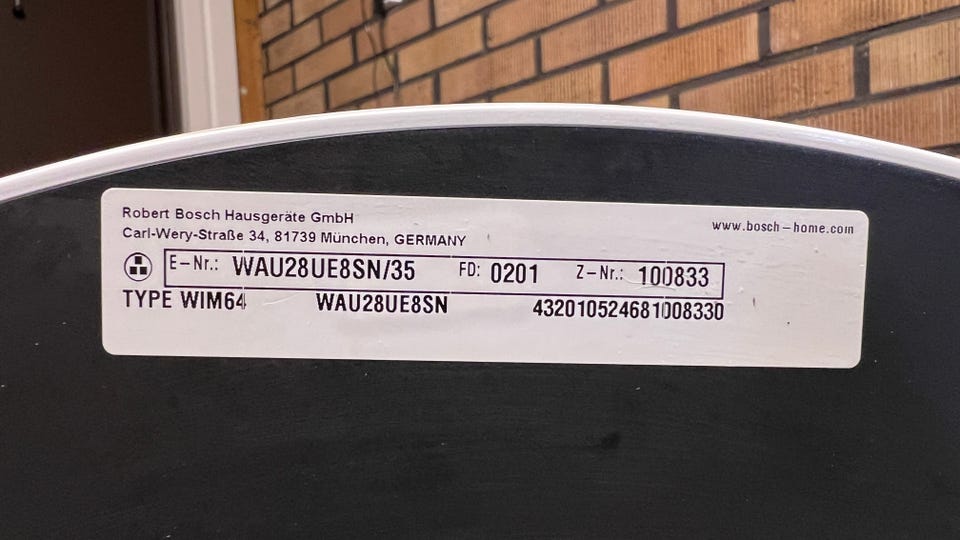 Robert Bosch Hausgeräte GmbH
Carl-Wery-Straße 34, 81739 München, GERMANY
www.bosch-home.com
E-Nr.: WAU28UE8SN/35 FD: 0201 Z-Nr.: 100833
TYPE WIM64 WAU28UE8SN 432010524681008330